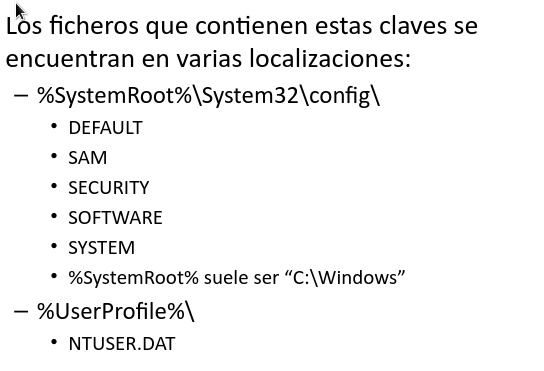 Los ficheros que contienen estas claves se
encuentran en varias localizaciones:
– %SystemRoot%\System32\config\
• DEFAULT
• SAM
• SECURITY
• SOFTWARE
• SYSTEM
• %SystemRoot% suele ser “C:\Windows”
– %UserProfile%\
• NTUSER.DAT